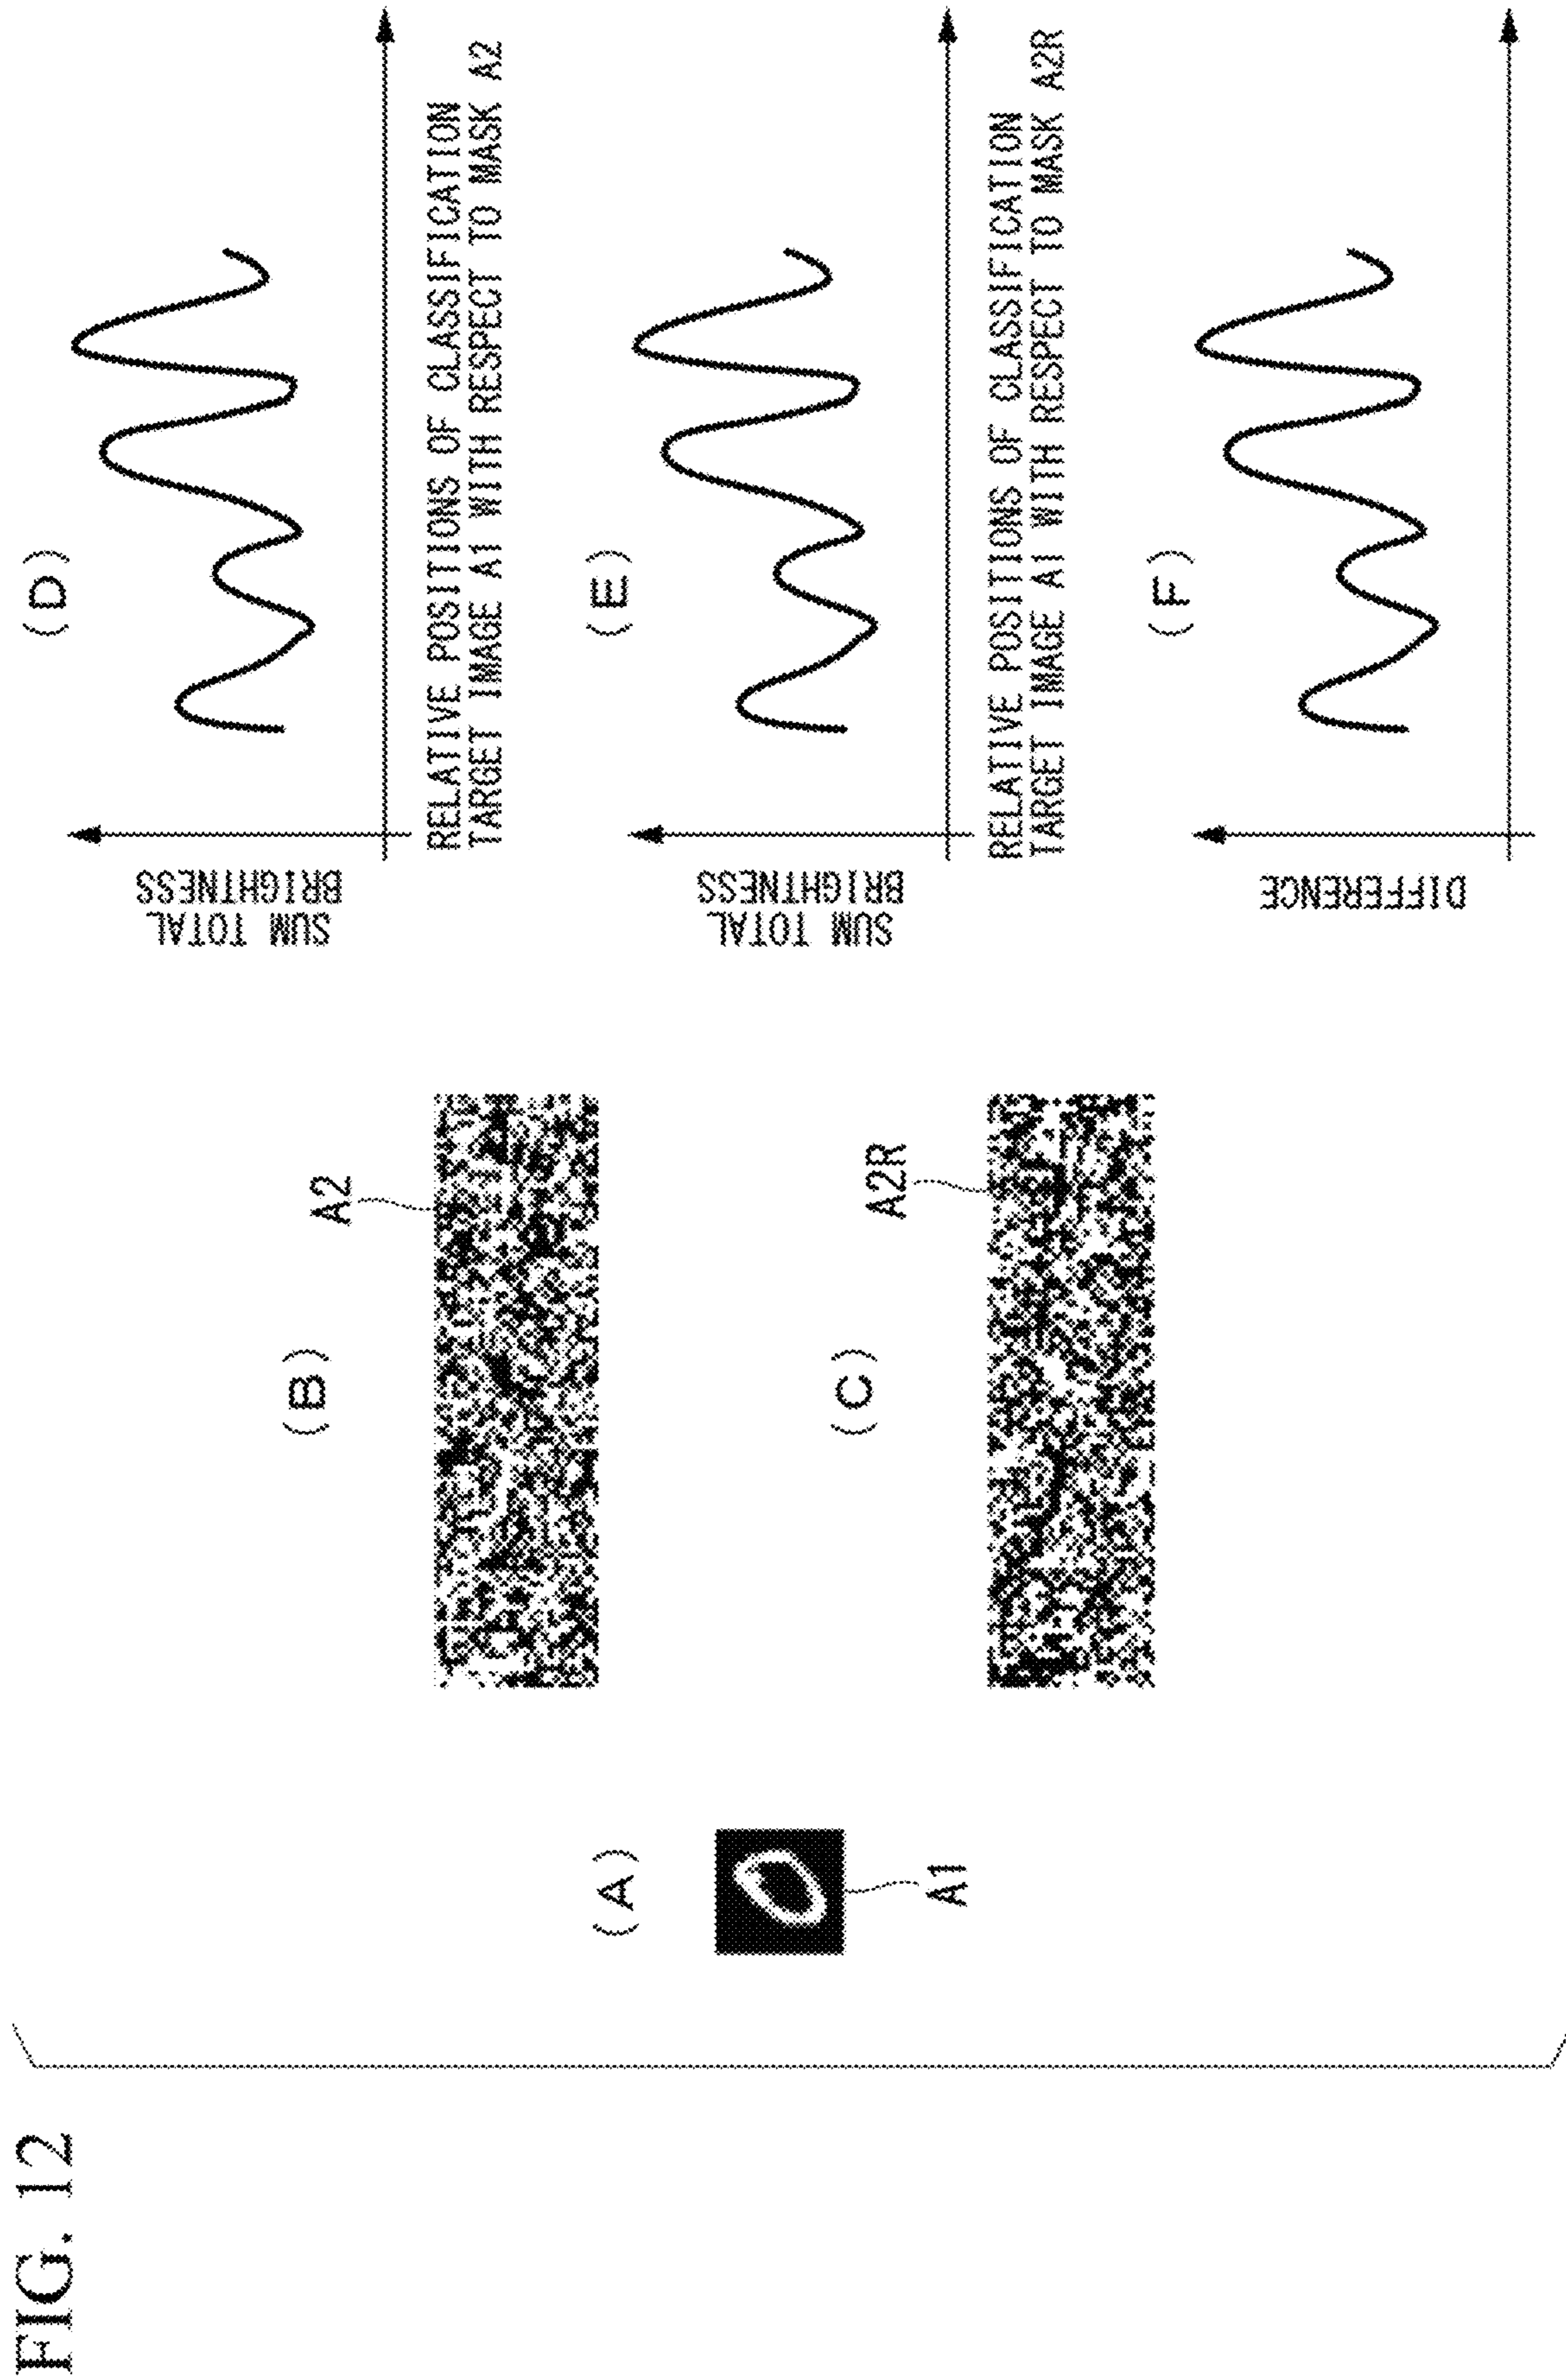 FIG. 12
(A)
A1
(B)
A2
(C)
A2R
(D)
SUM TOTAL
BRIGHTNESS
RELATIVE POSITIONS OF CLASSIFICATION
TARGET IMAGE A1 WITH RESPECT TO MASK A2
(E)
SUM TOTAL
BRIGHTNESS
RELATIVE POSITIONS OF CLASSIFICATION
TARGET IMAGE A1 WITH RESPECT TO MASK A2R
(F)
DIFFERENCE